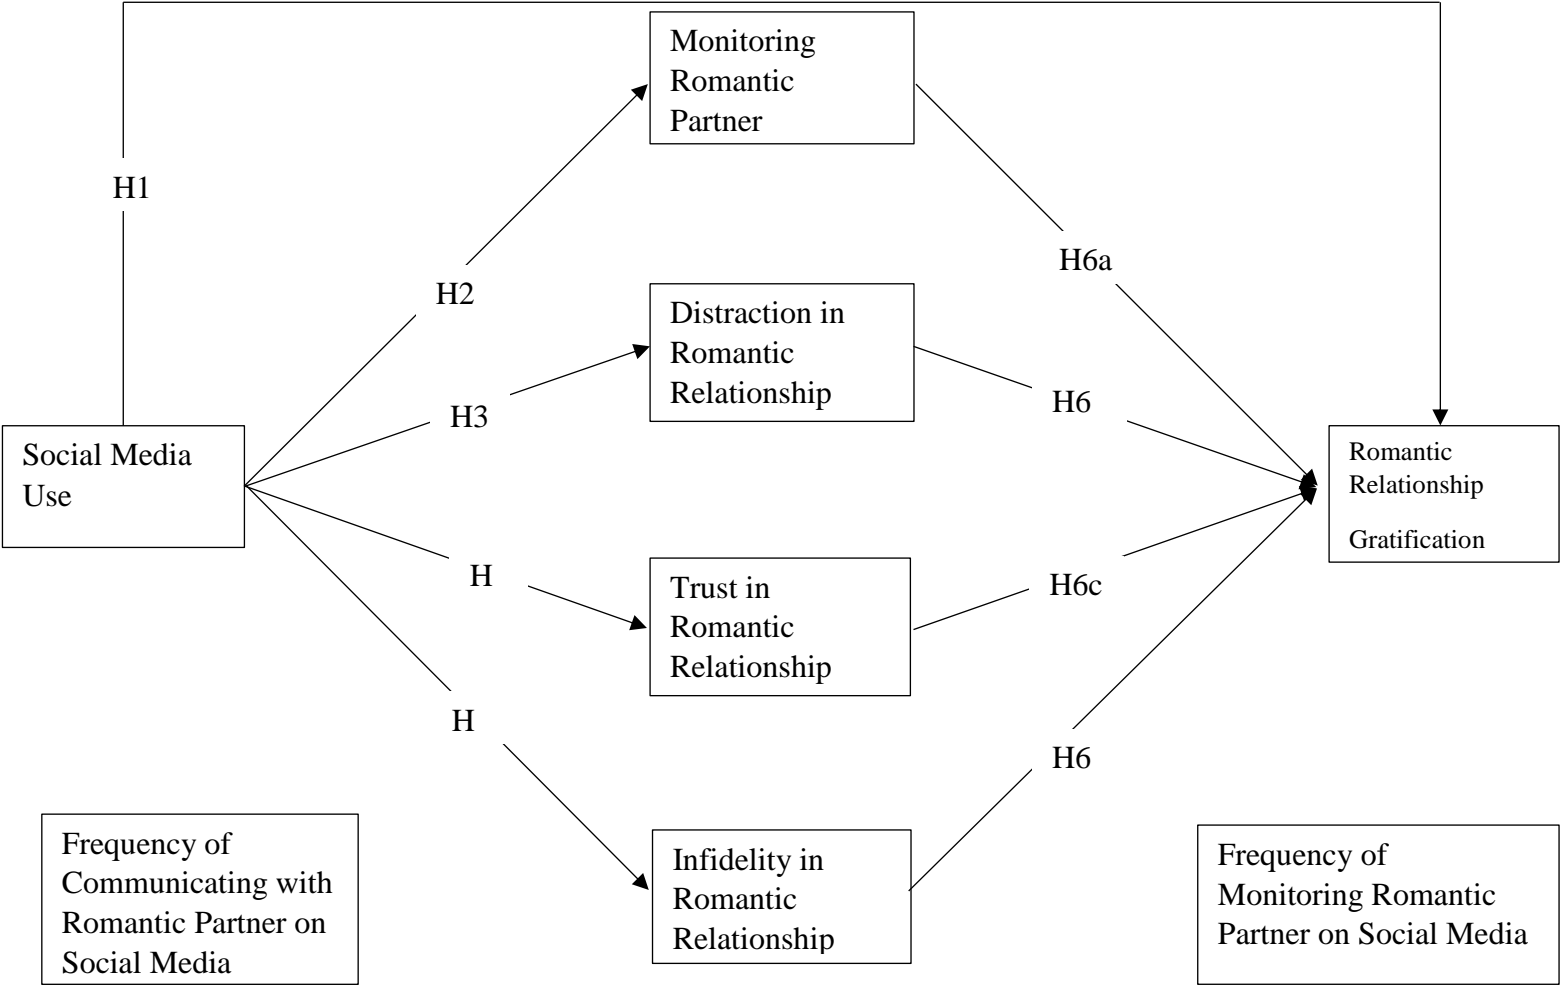 Monitoring
Romantic
Partner
H1
H6a
H2
Distraction in
Romantic
Relationship
H3
H6
Social Media
Use
Romantic
Relationship
Gratification
H
Trust in
Romantic
Relationship
H6c
H
H6
Frequency of
Communicating with
Romantic Partner on
Social Media
Infidelity in
Romantic
Relationship
Frequency of
Monitoring Romantic
Partner on Social Media